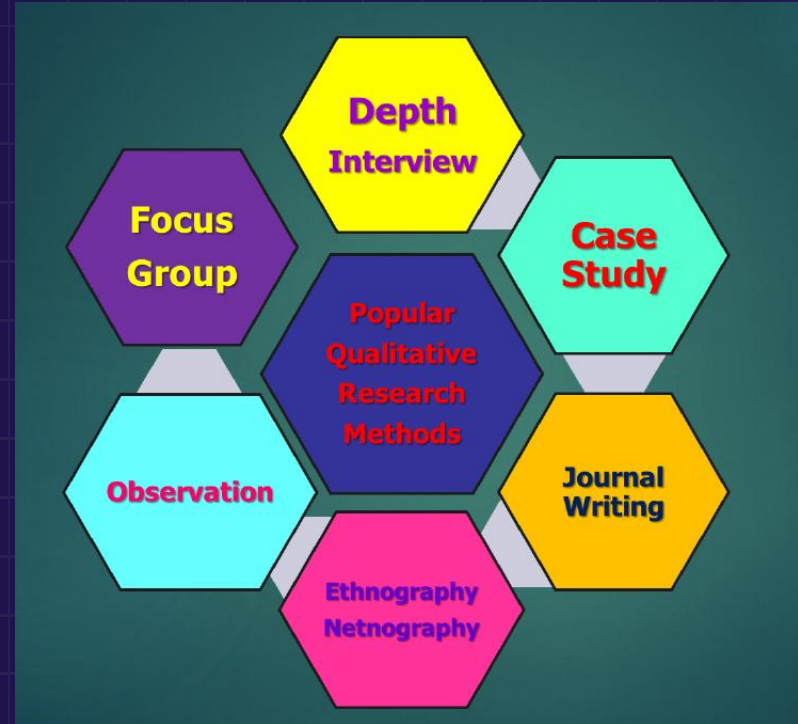 Depth
Interview
Focus
Group
Case
Study
Popular
Qualitative
Research
Methods
Observation
Journal
Writing
Ethnography
Netnography